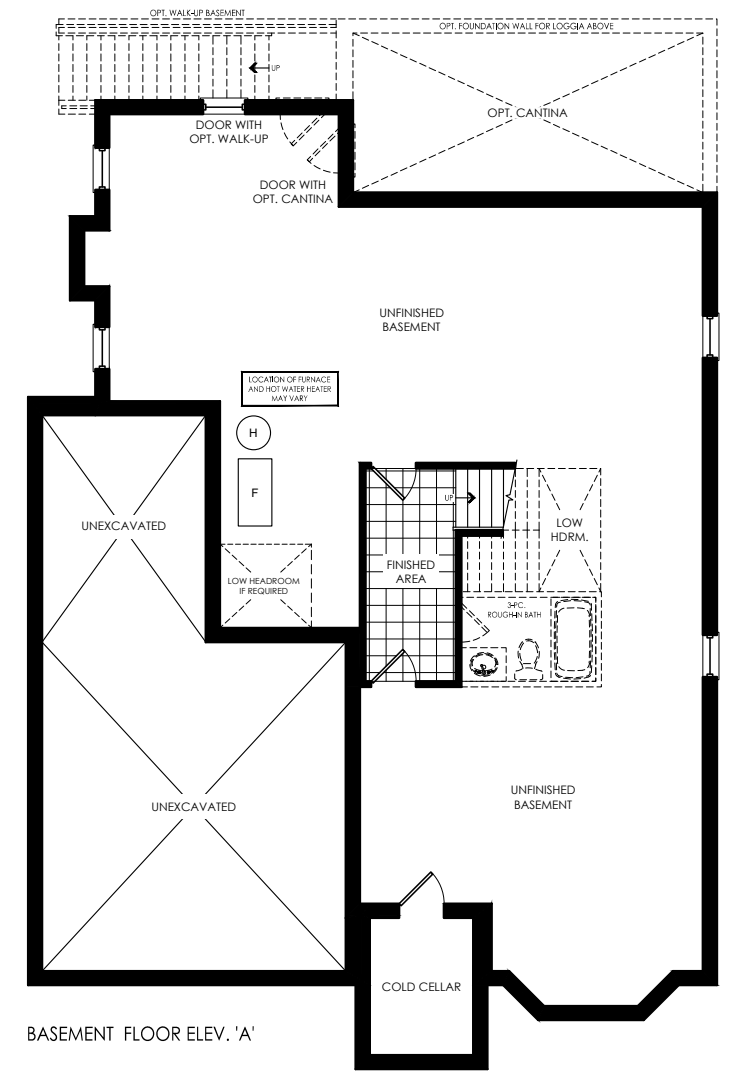 OPT. WALK-UP BASEMENT
OPT. FOUNDATION WALL FOR LOGGIA ABOVE
UP
OPT. CANTINA
DOOR WITH
OPT. WALK-UP
DOOR WITH
OPT. CANTINA
UNFINISHED
BASEMENT
LOCATION OF FURNACE
AND HOT WATER HEATER
MAY VARY
H
F
UP
UNEXCAVATED
LOW
HDRM.
FINISHED
AREA
LOW HEADROOM
IF REQUIRED
3-PC.
ROUGH-IN BATH
UNFINISHED
BASEMENT
UNEXCAVATED
COLD CELLAR
BASEMENT FLOOR ELEV. 'A'